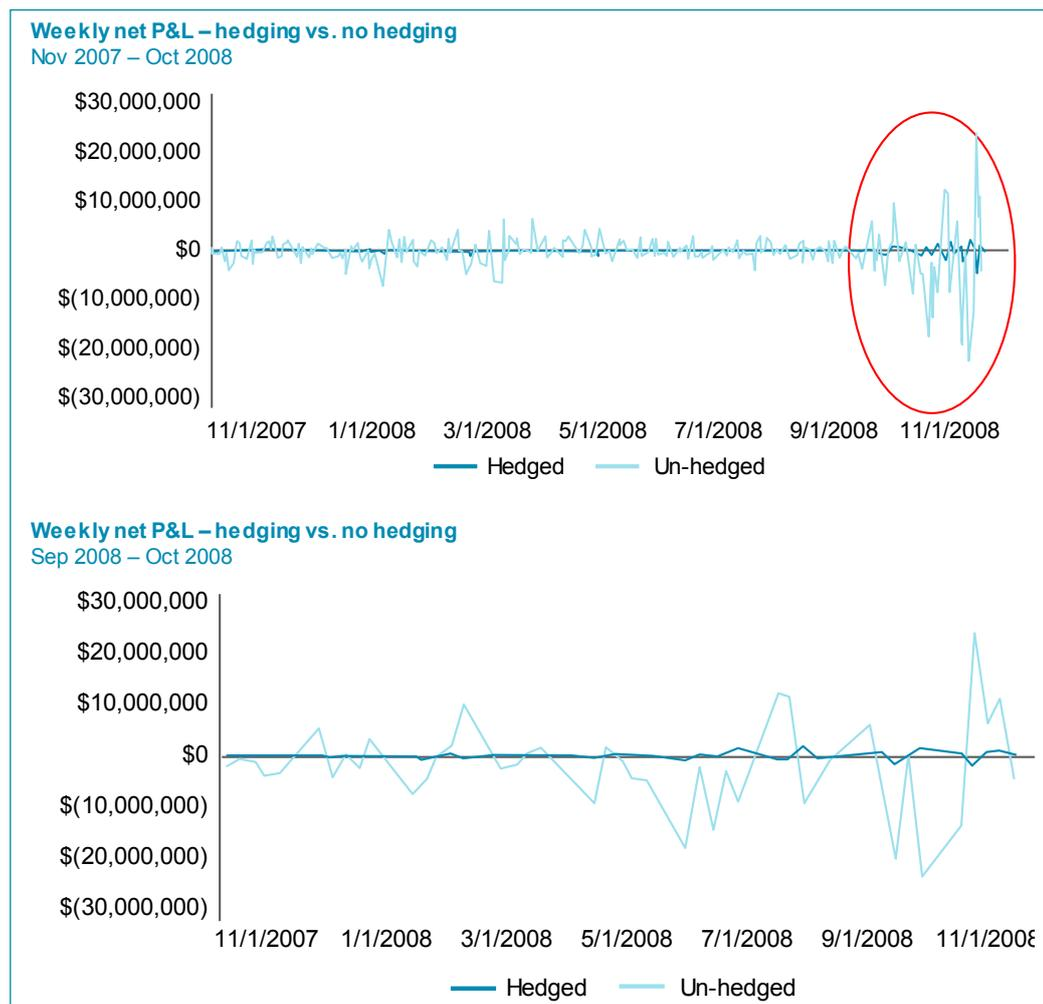 Weekly net P&L – hedging vs. no hedging
Nov 2007 – Oct 2008
$30,000,000
$20,000,000
$10,000,000
$0
$(10,000,000)
$(20,000,000)
$(30,000,000)
11/1/2007 1/1/2008 3/1/2008 5/1/2008 7/1/2008 9/1/2008 11/1/2008
Hedged Un-hedged
Weekly net P&L – hedging vs. no hedging
Sep 2008 – Oct 2008
$30,000,000
$20,000,000
$10,000,000
$0
$(10,000,000)
$(20,000,000)
$(30,000,000)
11/1/2007 1/1/2008 3/1/2008 5/1/2008 7/1/2008 9/1/2008 11/1/2008
Hedged Un-hedged